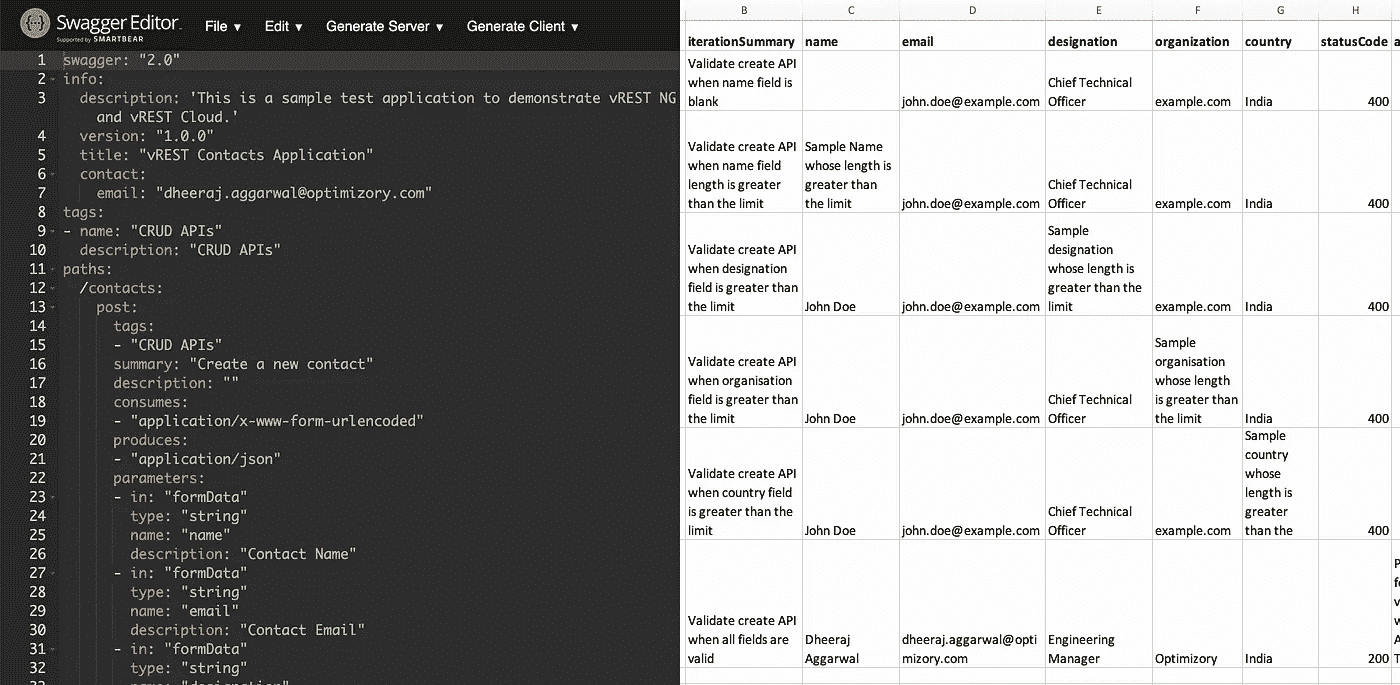 Swagger Editor
Supported by SMARTBEAR
File ▾ Edit ▾ Generate Server ▾ Generate Client ▾
1 swagger: "2.0"
2 info:
3 description: 'This is a sample test application to demonstrate vREST NG
and vREST Cloud.'
4 version: "1.0.0"
5 title: "vREST Contacts Application"
6 contact:
7 email: "dheeraj.aggarwal@optimizory.com"
8 tags:
9 - name: "CRUD APIs"
10 description: "CRUD APIs"
11 paths:
12 /contacts:
13 post:
14 tags:
15 - "CRUD APIs"
16 summary: "Create a new contact"
17 description: ""
18 consumes:
19 - "application/x-www-form-urlencoded"
20 produces:
21 - "application/json"
22 parameters:
23 - in: "formData"
24 type: "string"
25 name: "name"
26 description: "Contact Name"
27 - in: "formData"
28 type: "string"
29 name: "email"
30 description: "Contact Email"
31 - in: "formData"
32 type: "string"
B C D E F G H
iterationSummary name email designation organization country statusCode a
Validate create API
when name field is
blank
john.doe@example.com
Chief Technical
Officer
example.com
India
400
Validate create API
when name field
length is greater
than the limit
Sample Name
whose length is
greater than
the limit
john.doe@example.com
Chief Technical
Officer
example.com
India
400
Validate create API
when designation
field is greater than
the limit
John Doe
john.doe@example.com
Sample
designation
whose length is
greater than the
limit
example.com
India
400
Validate create API
when organisation
field is greater than
the limit
John Doe
john.doe@example.com
Chief Technical
Officer
Sample
organisation
whose length
is greater than
the limit
India
400
Validate create API
when country field
is greater than the
limit
John Doe
john.doe@example.com
Chief Technical
Officer
example.com
Sample
country
whose
length is
greater
than the
400
Validate create API
when all fields are
valid
Dheeraj
Aggarwal
dheeraj.aggarwal@opti
mizory.com
Engineering
Manager
Optimizory
India
200